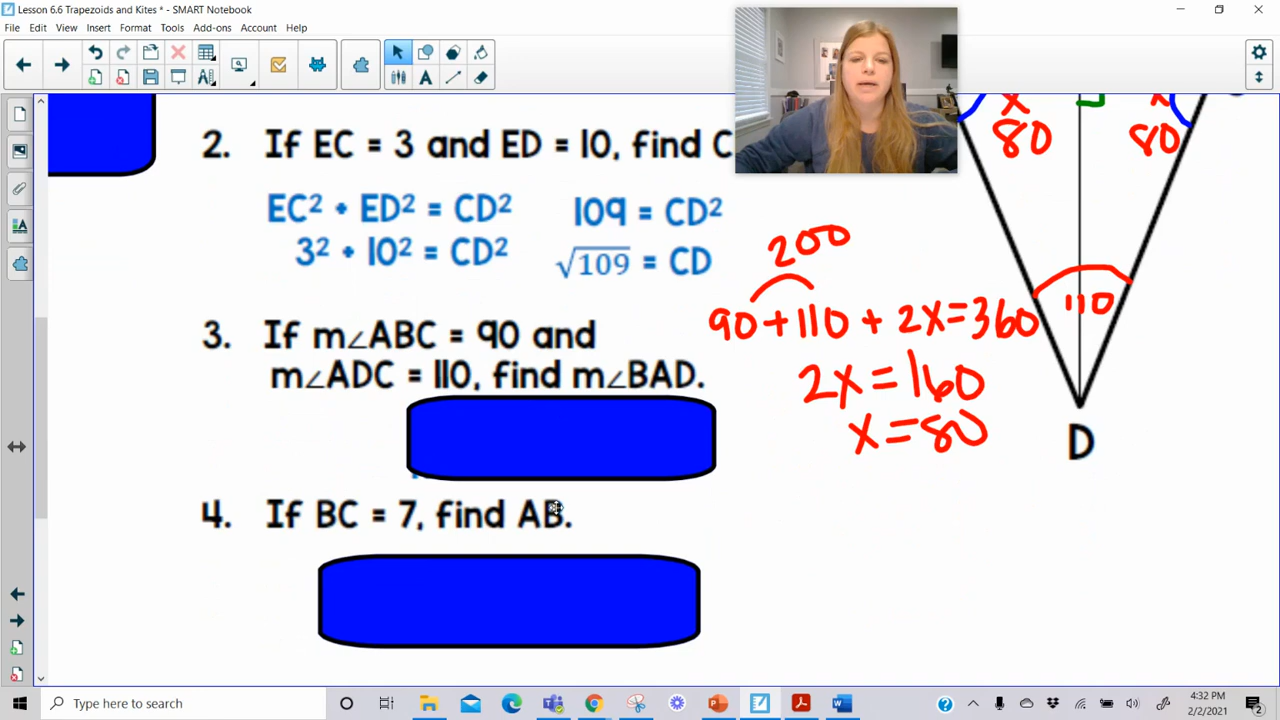 Lesson 6.6 Trapezoids and Kites * - SMART Notebook
File Edit View Insert Format Tools Add-ons Account Help
2. If EC = 3 and ED = 10, find C
EC² + ED² = CD²
3² + 10² = CD²
109 = CD²
√109 = CD
3. If m∠ABC = 90 and
m∠ADC = 110, find m∠BAD.
4. If BC = 7, find AB.
200
90+110 + 2x=360
2x=160
x=80
x
80
x
80
110
D
Type here to search
4:32 PM
2/2/2021
2